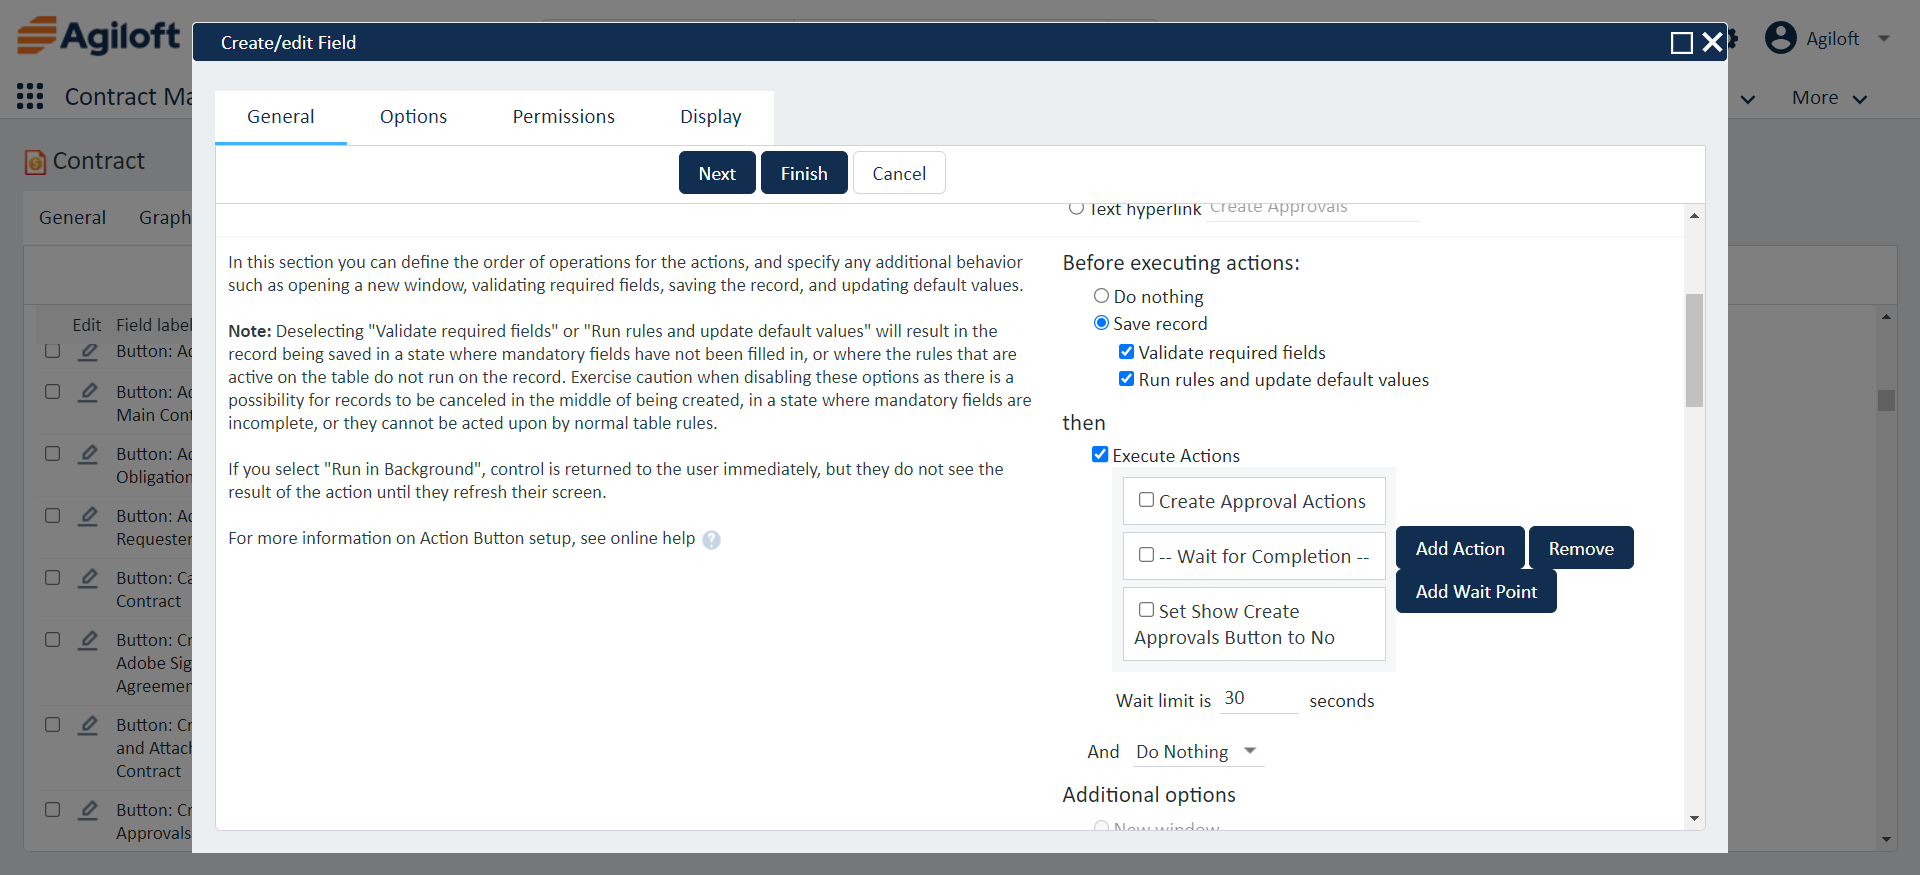 Agiloft
Agiloft
Contract Ma
More
Contract
General
Graph
Edit
Field label
Button: Ac
Button: Ac
Main Cont
Button: Ac
Obligation
Button: Ac
Requester
Button: Ca
Contract
Button: Cr
Adobe Sig
Agreemen
Button: Cr
and Attach
Contract
Button: Cr
Approvals
Create/edit Field
General
Options
Permissions
Display
Next
Finish
Cancel
In this section you can define the order of operations for the actions, and specify any additional behavior
such as opening a new window, validating required fields, saving the record, and updating default values.
Note: Deselecting "Validate required fields" or "Run rules and update default values" will result in the
record being saved in a state where mandatory fields have not been filled in, or where the rules that are
active on the table do not run on the record. Exercise caution when disabling these options as there is a
possibility for records to be canceled in the middle of being created, in a state where mandatory fields are
incomplete, or they cannot be acted upon by normal table rules.
If you select "Run in Background", control is returned to the user immediately, but they do not see the
result of the action until they refresh their screen.
For more information on Action Button setup, see online help ?
Text hyperlink Create Approvals
Before executing actions:
Do nothing
Save record
Validate required fields
Run rules and update default values
then
Execute Actions
Create Approval Actions
-- Wait for Completion --
Set Show Create
Approvals Button to No
Add Action
Remove
Add Wait Point
Wait limit is 30 seconds
And Do Nothing
Additional options
New window